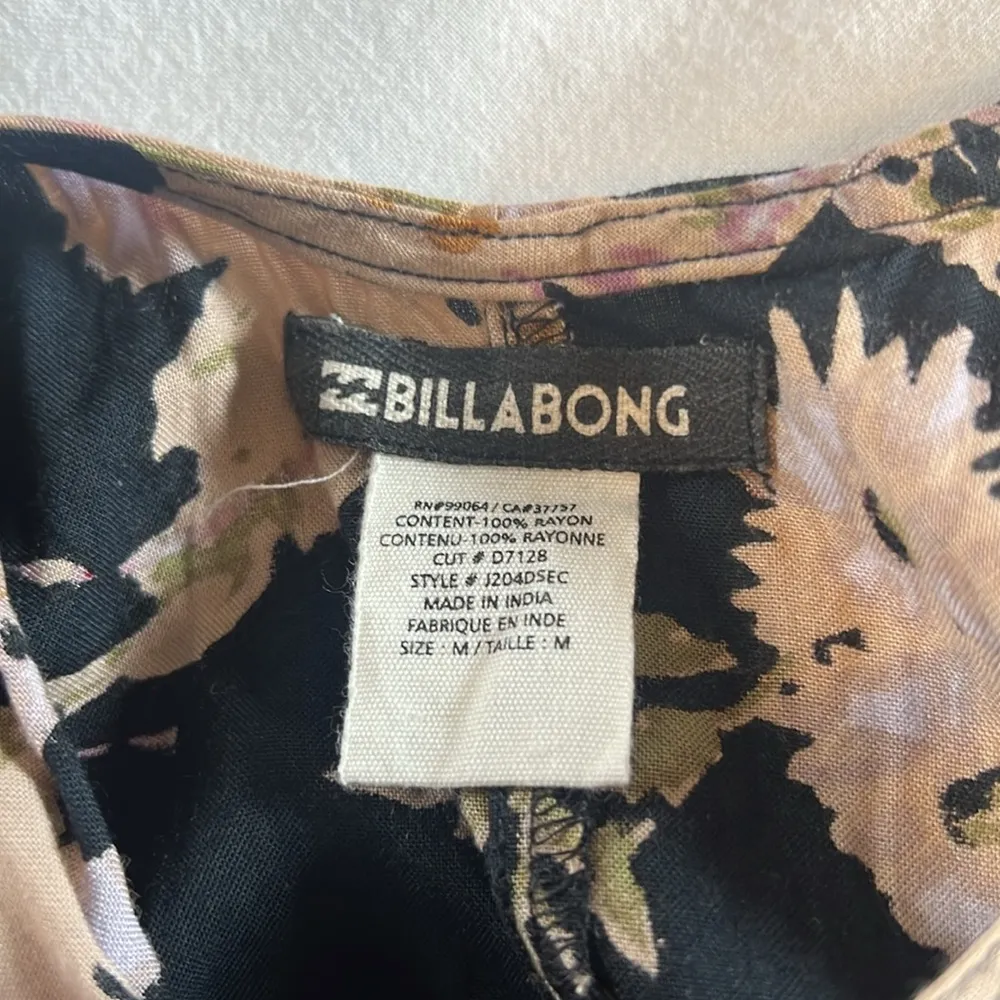 BILLABONG
RN#99064 / CA#37757
CONTENT-100% RAYON
CONTENU-100% RAYONNE
CUT # D7128
STYLE # J204DSEC
MADE IN INDIA
FABRIQUE EN INDE
SIZE : M / TAILLE : M